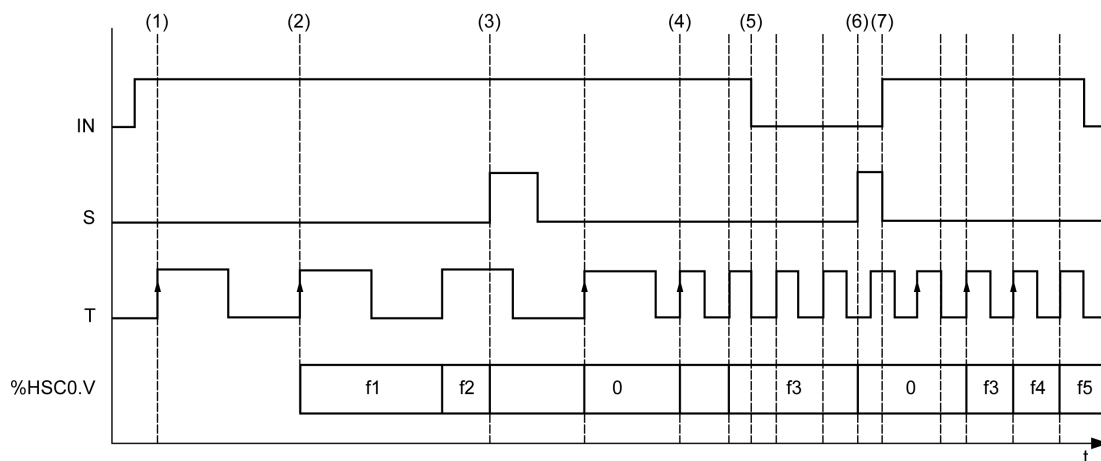 (1) (2) (3) (4) (5) (6) (7)
IN
S
T
%HSC0.V f1 f2 0 f3 0 f3 f4 f5
t